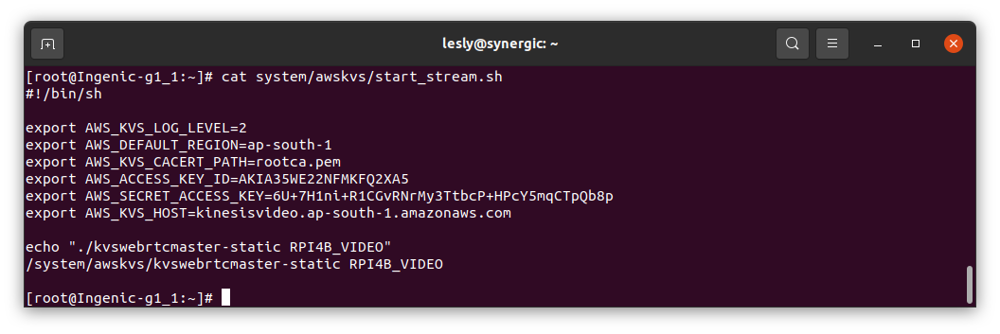 lesly@synergic: ~
[root@Ingenic-g1_1:~]# cat system/awskvs/start_stream.sh
#!/bin/sh
export AWS_KVS_LOG_LEVEL=2
export AWS_DEFAULT_REGION=ap-south-1
export AWS_KVS_CACERT_PATH=rootca.pem
export AWS_ACCESS_KEY_ID=AKIA35WE22NFMKFQ2XA5
export AWS_SECRET_ACCESS_KEY=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
export AWS_KVS_HOST=kinesisvideo.ap-south-1.amazonaws.com
echo "./kvswebrtcmaster-static RPI4B_VIDEO"
/system/awskvs/kvswebrtcmaster-static RPI4B_VIDEO
[root@Ingenic-g1_1:~]#